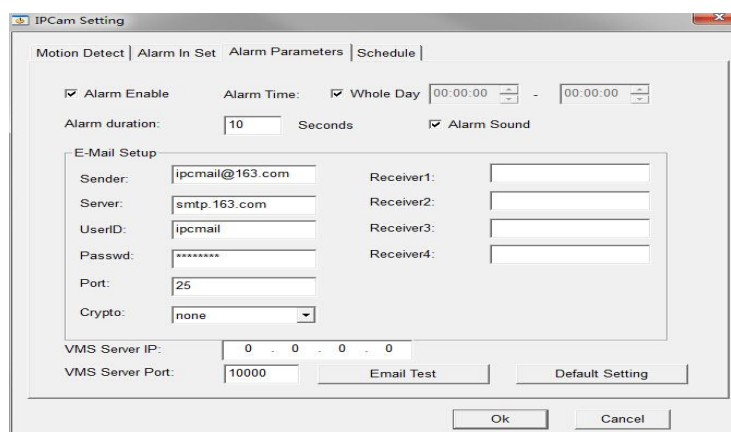 IPCam Setting
Motion Detect Alarm In Set Alarm Parameters Schedule
Alarm Enable Alarm Time: Whole Day 00:00:00 - 00:00:00
Alarm duration: 10 Seconds Alarm Sound
E-Mail Setup
Sender: ipcmail@163.com Receiver1:
Server: smtp.163.com Receiver2:
UserID: ipcmail Receiver3:
Passwd: ******** Receiver4:
Port: 25
Crypto: none
VMS Server IP: 0 . 0 . 0 . 0
VMS Server Port: 10000 Email Test Default Setting
Ok Cancel